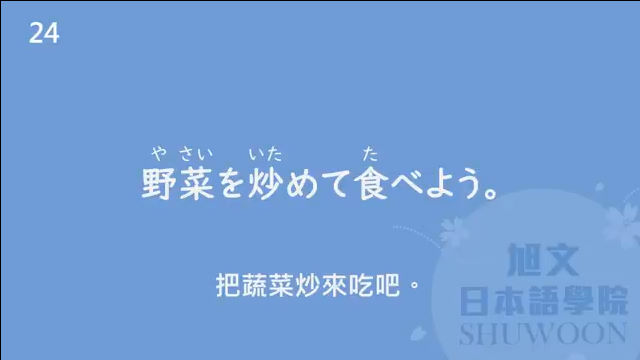 24
や さい いた た
野菜を炒めて食べよう。
把蔬菜炒來吃吧。
旭文
日本語學院
SHUWOON